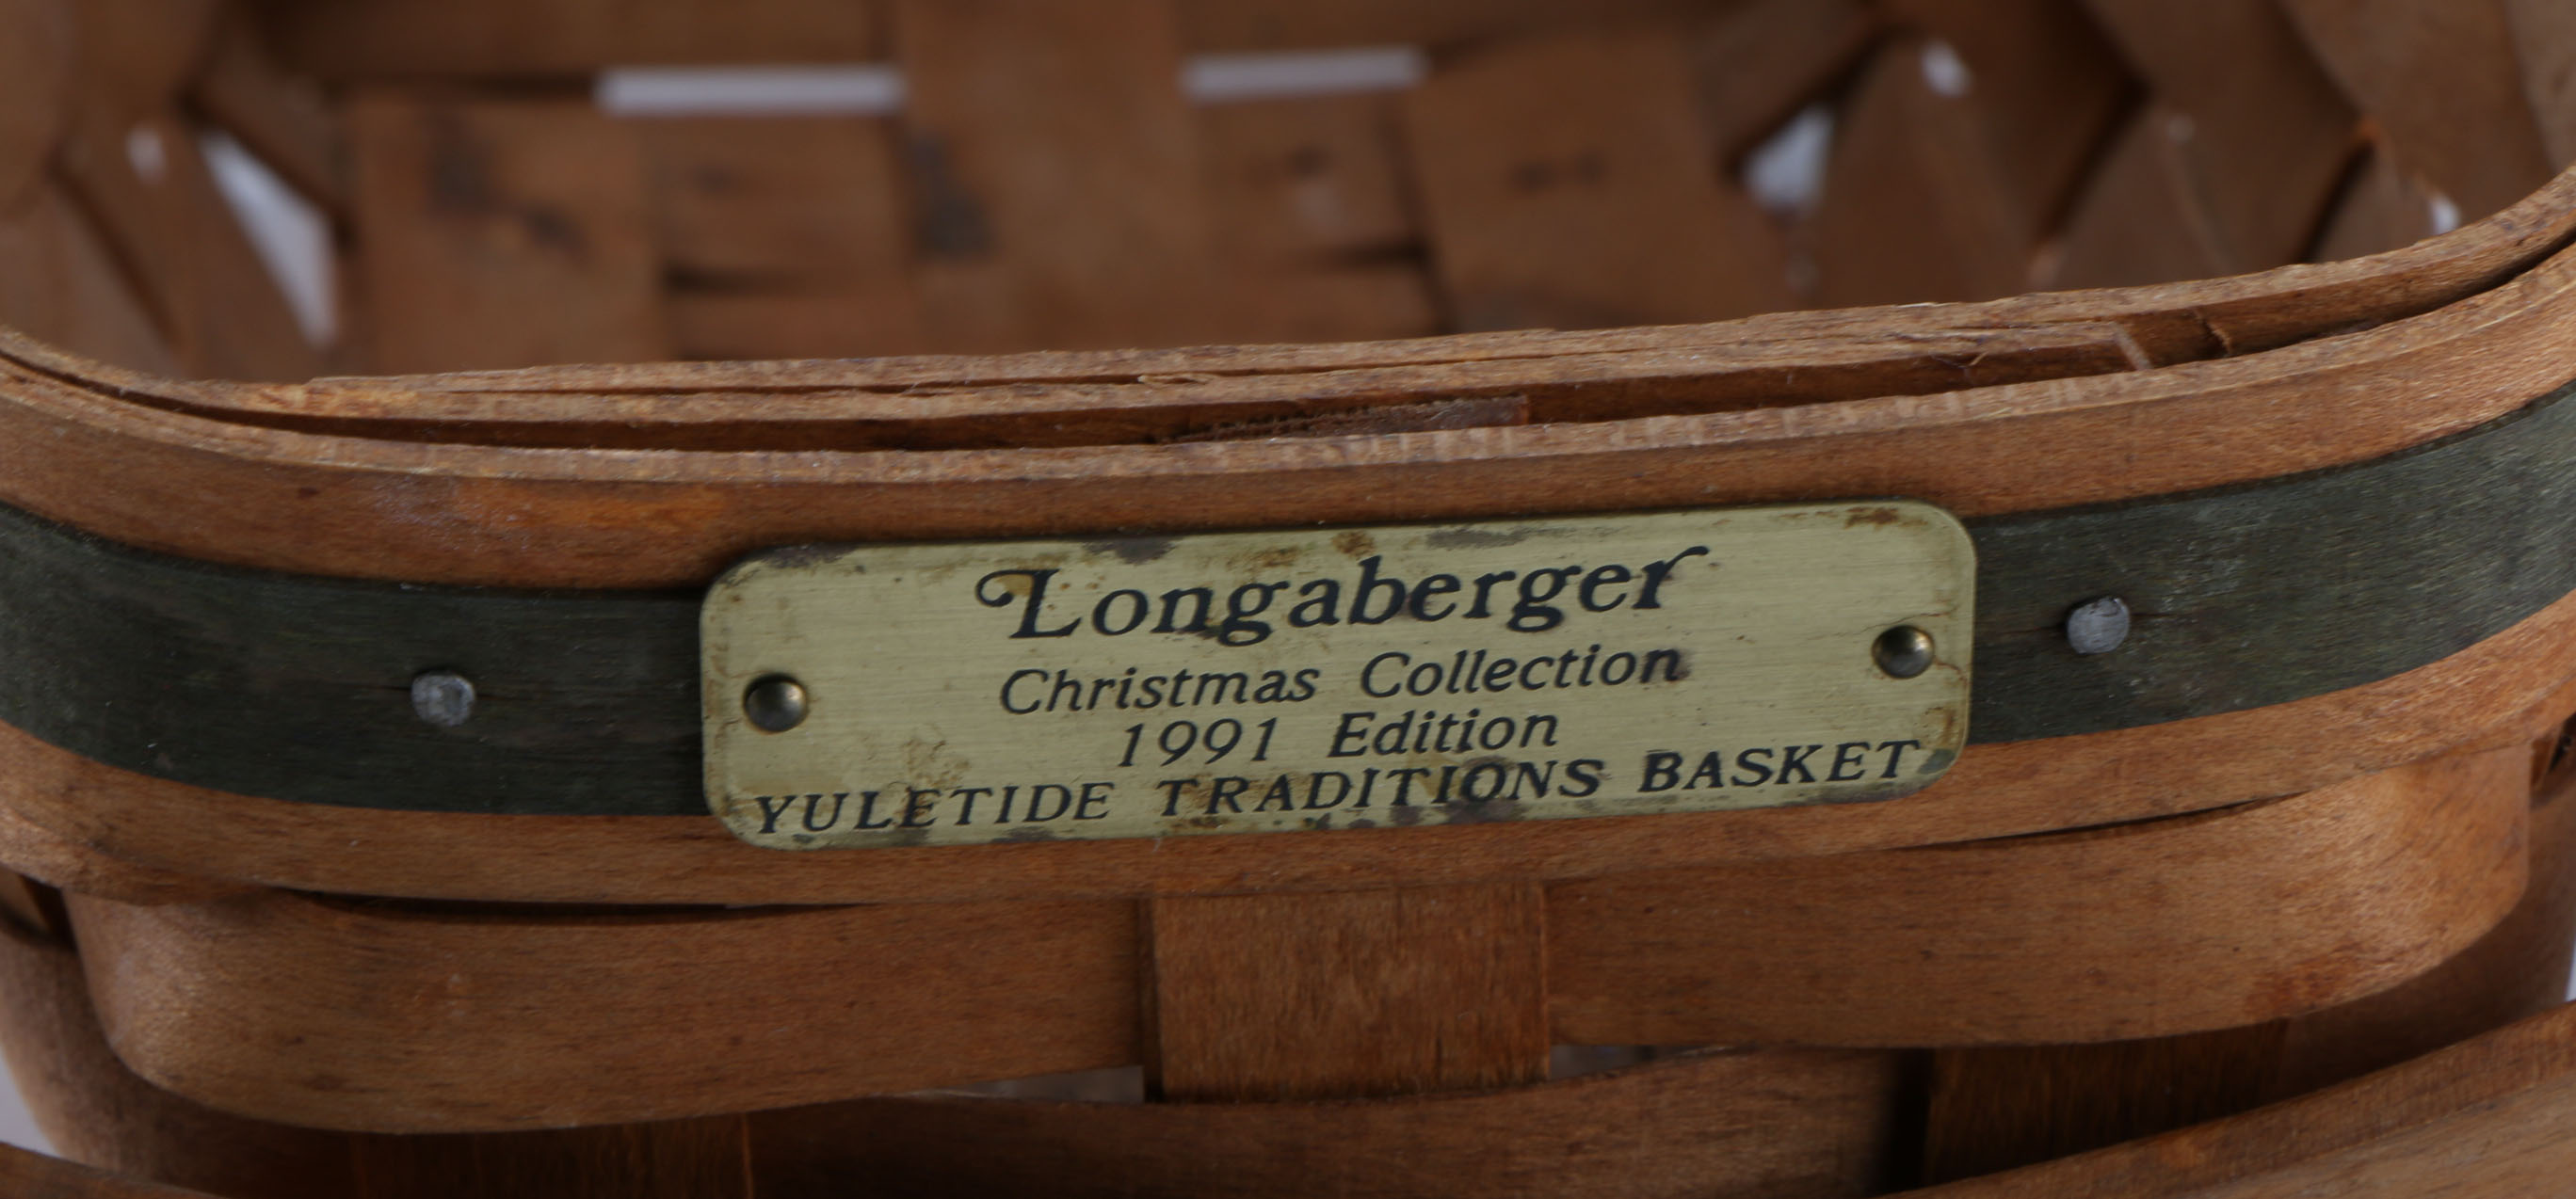 Longaberger
Christmas Collection
1991 Edition
YULETIDE TRADITIONS BASKET